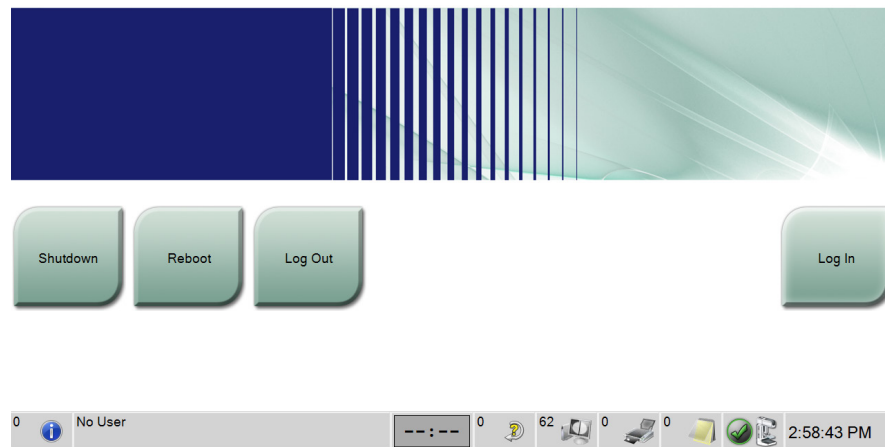 Shutdown
Reboot
Log Out
Log In
0
No User
--:--
0
62
0
0
2:58:43 PM